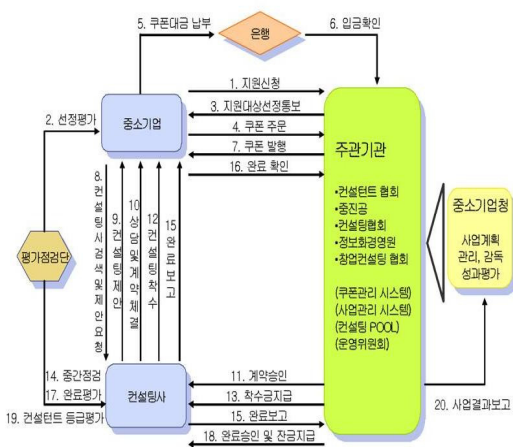 5. 쿠폰대금 납부
은행
6. 입금확인
1. 지원신청
2. 선정평가
중소기업
3. 지원대상선정통보
4. 쿠폰 주문
7. 쿠폰 발행
16. 완료 확인
주관기관
•컨설턴트 협회
•중진공
•컨설팅협회
•정보화경영원
•창업컨설팅 협회
(쿠폰관리 시스템)
(사업관리 시스템)
(컨설팅 POOL)
(운영위원회)
중소기업청
사업계획
관리, 감독
성과평가
평가점검단
8. 컨설팅사검색및제안요청
9. 컨설팅제안
10 상담및계약체결
12 컨설팅착수
15 완료보고
14. 중간점검
17. 완료평가
19. 컨설턴트 등급평가
컨설팅사
11. 계약승인
13. 착수금지급
15. 완료보고
18. 완료승인 및 잔금지급
20. 사업결과보고